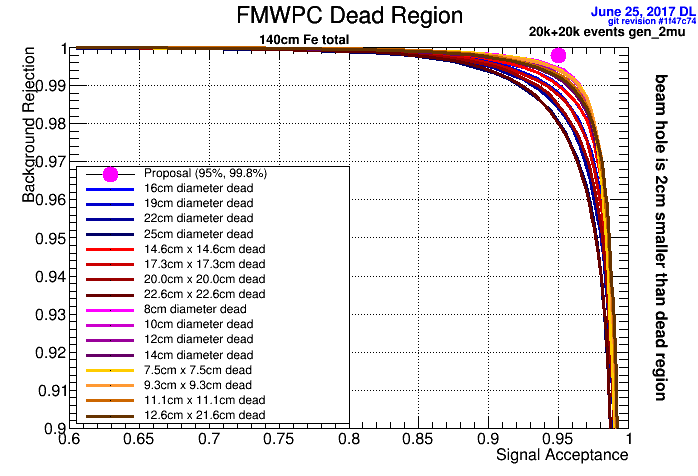 FMWPC Dead Region
June 25, 2017 DL
git revision #1f47c74
20k+20k events gen_2mu
140cm Fe total
Background Rejection
1
0.99
0.98
0.97
0.96
0.95
0.94
0.93
0.92
0.91
0.9
Proposal (95%, 99.8%)
16cm diameter dead
19cm diameter dead
22cm diameter dead
25cm diameter dead
14.6cm x 14.6cm dead
17.3cm x 17.3cm dead
20.0cm x 20.0cm dead
22.6cm x 22.6cm dead
8cm diameter dead
10cm diameter dead
12cm diameter dead
14cm diameter dead
7.5cm x 7.5cm dead
9.3cm x 9.3cm dead
11.1cm x 11.1cm dead
12.6cm x 21.6cm dead
beam hole is 2cm smaller than dead region
0.6 0.65 0.7 0.75 0.8 0.85 0.9 0.95 1
Signal Acceptance